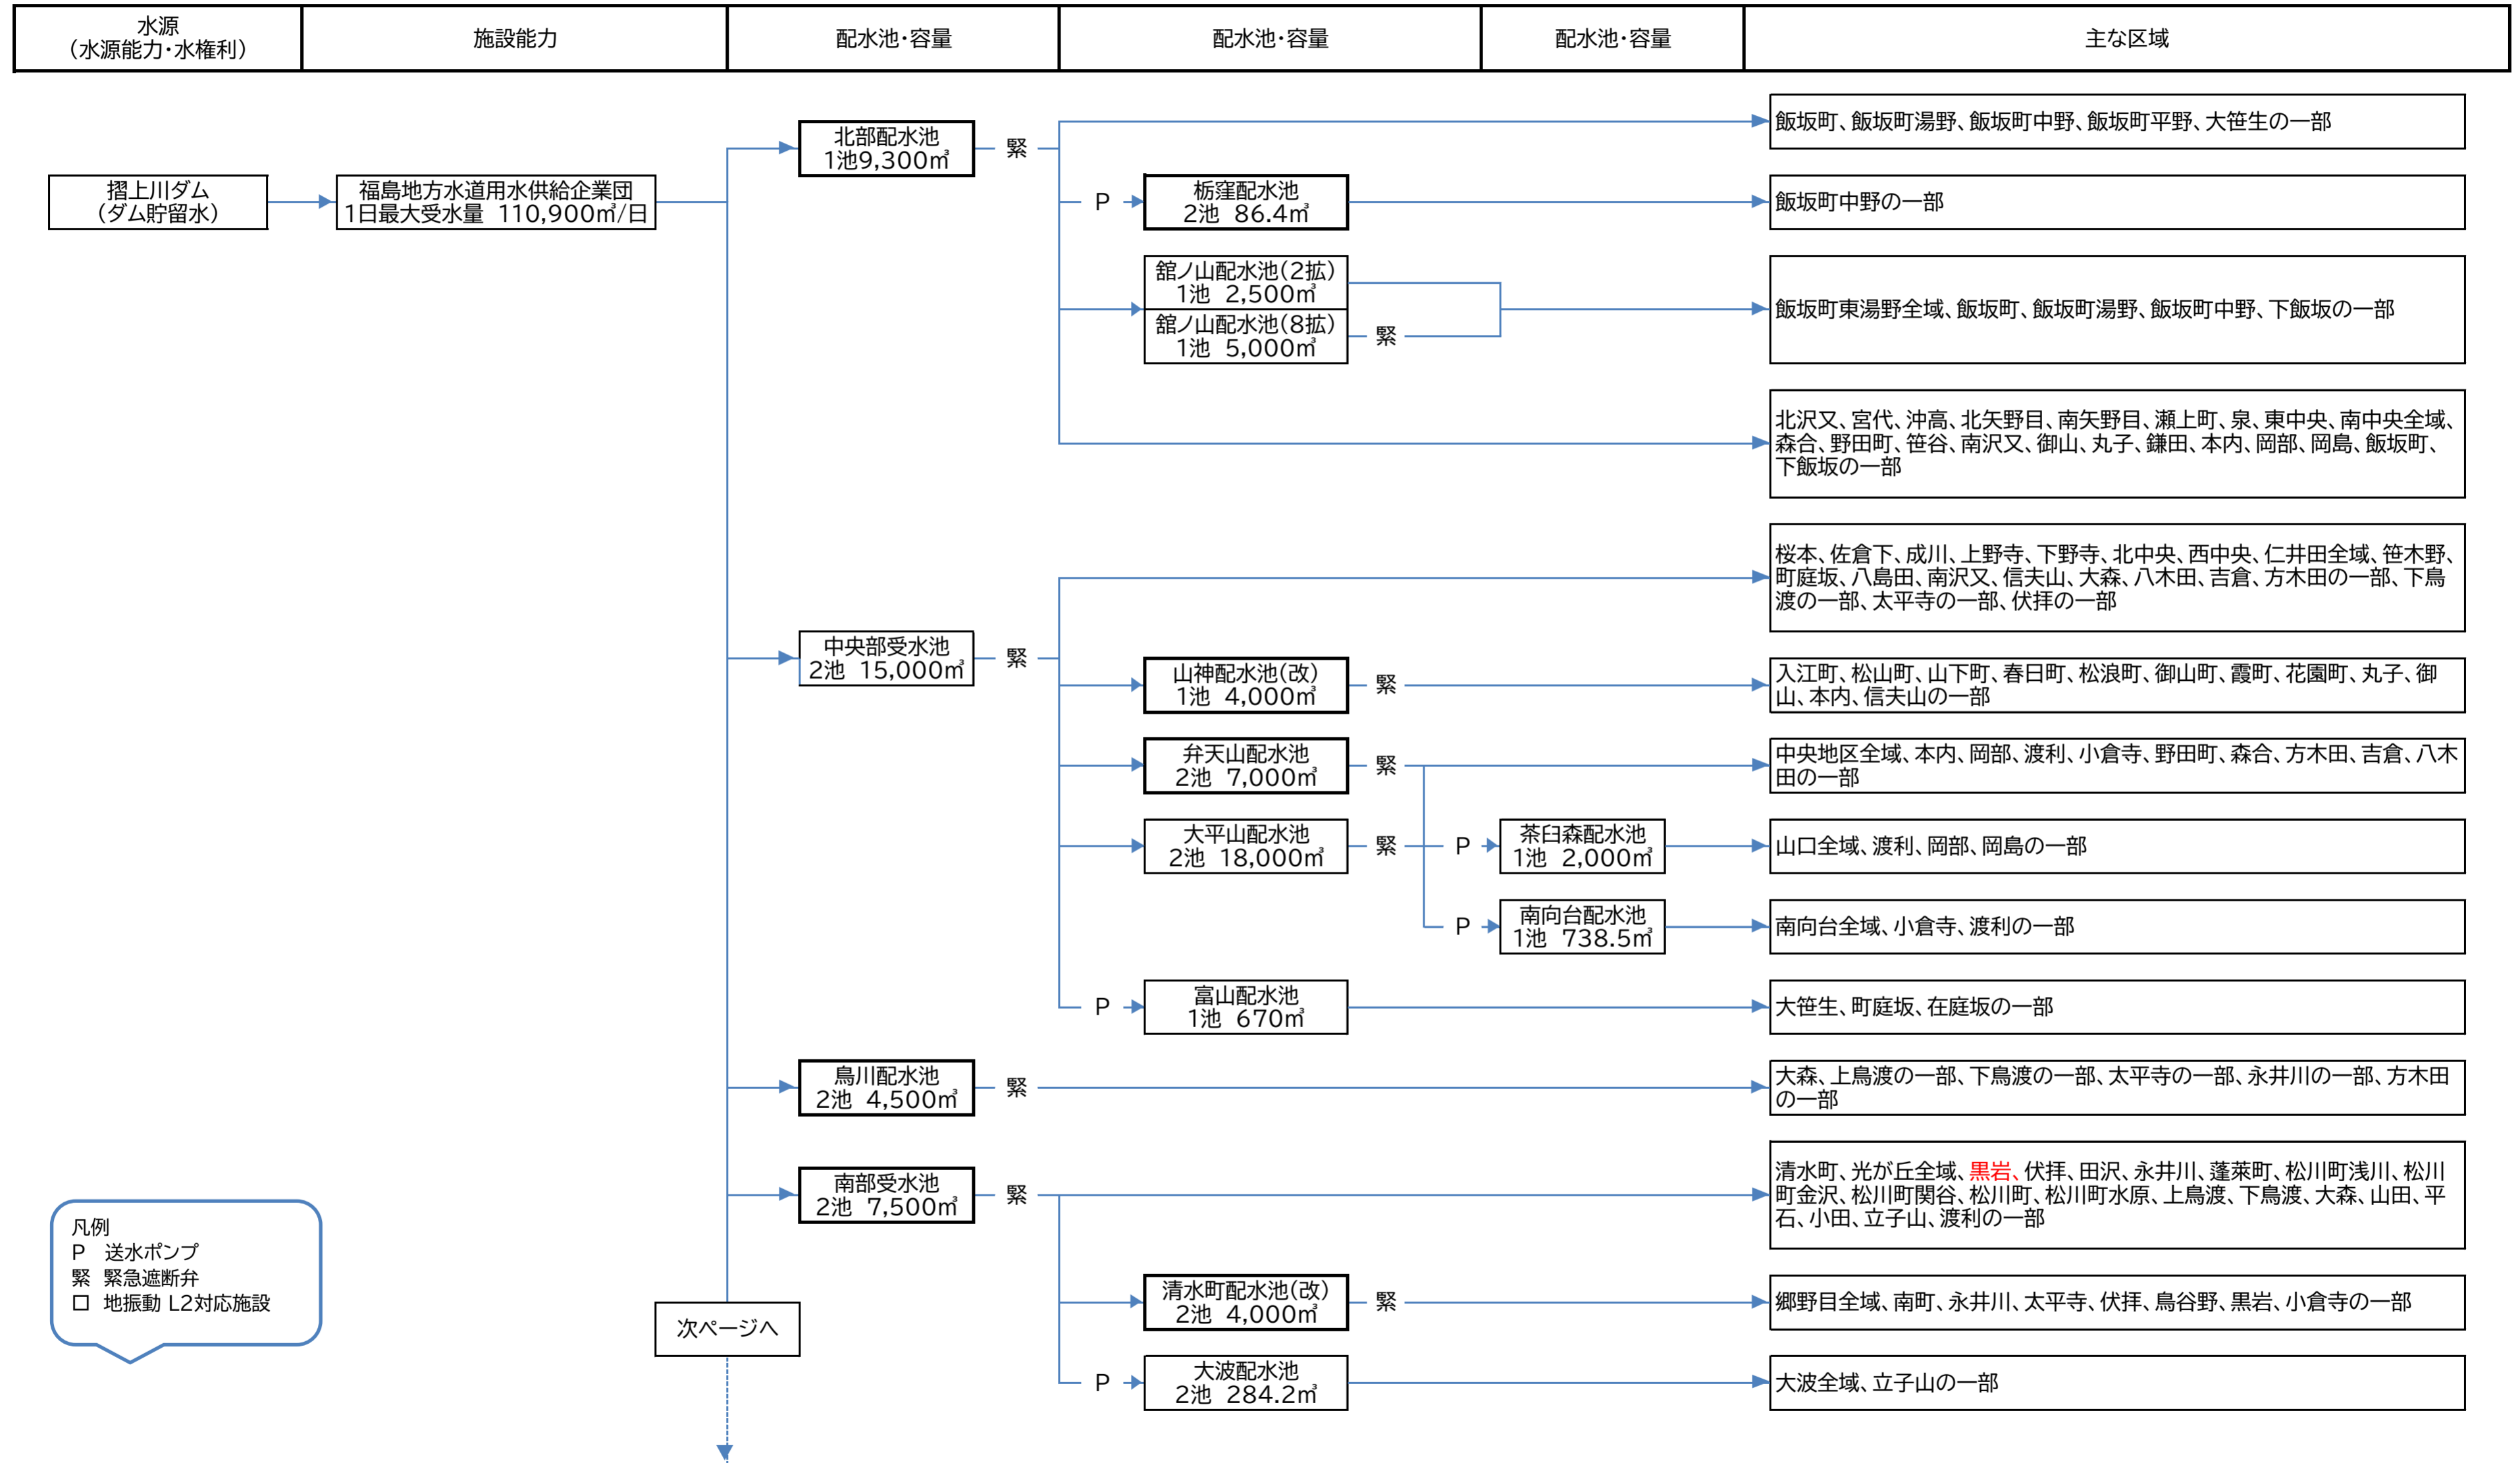 水源
（水源能力・水権利）
施設能力
配水池・容量
配水池・容量
配水池・容量
主な区域
飯坂町、飯坂町湯野、飯坂町中野、飯坂町平野、大笹生の一部
北部配水池
1池9,300㎥
緊
摺上川ダム
（ダム貯留水）
福島地方水道用水供給企業団
1日最大受水量 110,900㎥/日
P
栃窪配水池
2池 86.4㎥
飯坂町中野の一部
舘ノ山配水池（2拡）
1池 2,500㎥
舘ノ山配水池（8拡）
1池 5,000㎥
緊
飯坂町東湯野全域、飯坂町、飯坂町湯野、飯坂町中野、下飯坂の一部
北沢又、宮代、沖高、北矢野目、南矢野目、瀬上町、泉、東中央、南中央全域、
森合、野田町、笹谷、南沢又、御山、丸子、鎌田、本内、岡部、岡島、飯坂町、
下飯坂の一部
桜本、佐倉下、成川、上野寺、下野寺、北中央、西中央、仁井田全域、笹木野、
町庭坂、八島田、南沢又、信夫山、大森、八木田、吉倉、方木田の一部、下鳥
渡の一部、太平寺の一部、伏拝の一部
中央部受水池
2池 15,000㎥
緊
山神配水池（改）
1池 4,000㎥
緊
入江町、松山町、山下町、春日町、松浪町、御山町、霞町、花園町、丸子、御
山、本内、信夫山の一部
弁天山配水池
2池 7,000㎥
緊
中央地区全域、本内、岡部、渡利、小倉寺、野田町、森合、方木田、吉倉、八木
田の一部
大平山配水池
2池 18,000㎥
緊
P
茶臼森配水池
1池 2,000㎥
山口全域、渡利、岡部、岡島の一部
P
南向台配水池
1池 738.5㎥
南向台全域、小倉寺、渡利の一部
P
富山配水池
1池 670㎥
大笹生、町庭坂、在庭坂の一部
鳥川配水池
2池 4,500㎥
緊
大森、上鳥渡の一部、下鳥渡の一部、太平寺の一部、永井川の一部、方木田
の一部
南部受水池
2池 7,500㎥
緊
清水町、光が丘全域、黒岩、伏拝、田沢、永井川、蓬萊町、松川町浅川、松川
町金沢、松川町関谷、松川町、松川町水原、上鳥渡、下鳥渡、大森、山田、平
石、小田、立子山、渡利の一部
清水町配水池（改）
2池 4,000㎥
緊
郷野目全域、南町、永井川、太平寺、伏拝、鳥谷野、黒岩、小倉寺の一部
P
大波配水池
2池 284.2㎥
大波全域、立子山の一部
凡例
P 送水ポンプ
緊 緊急遮断弁
□ 地振動 L2対応施設
次ページへ